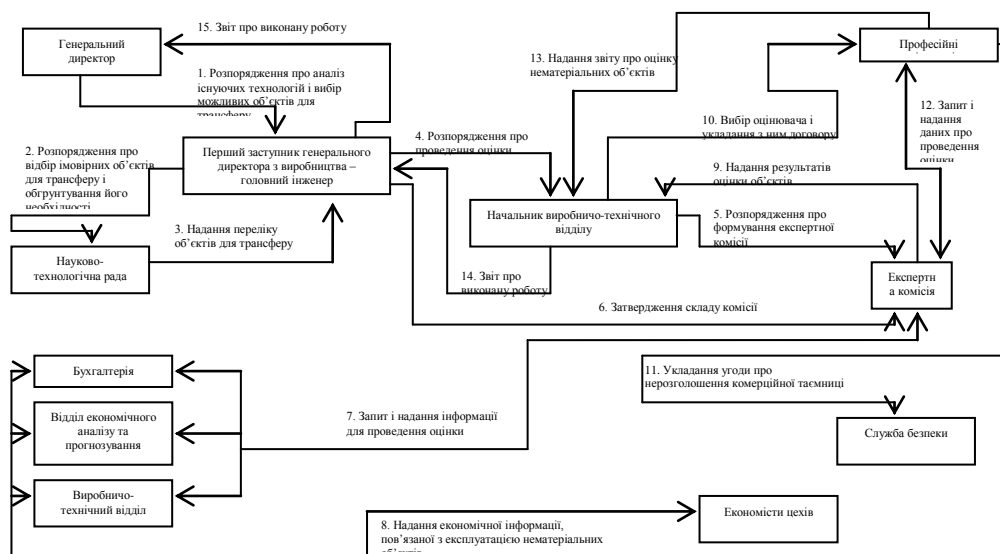 15. Звіт про виконану роботу
Генеральний
директор
1. Розпорядження про аналіз
існуючих технологій і вибір
можливих об’єктів для
трансферу
13. Надання звіту про оцінку
нематеріальних об’єктів
Професійні
12. Запит і
надання
даних про
проведення
оцінки
10. Вибір оцінювача і
укладання з ним договору
2. Розпорядження про
відбір імовірних об’єктів
для трансферу і
обгрунтування його
необхідності
Перший заступник генерального
директора з виробництва –
головний інженер
4. Розпорядження про
проведення оцінки
9. Надання результатів
оцінки об’єктів
Начальник виробничо-технічного
відділу
5. Розпорядження про
формування експертної
комісії
3. Надання переліку
об’єктів для трансферу
Науково-
технологічна рада
14. Звіт про
виконану роботу
Експертн
а комісія
6. Затвердження складу комісії
Бухгалтерія
11. Укладання угоди про
нерозголошення комерційної таємниці
Відділ економічного
аналізу та
прогнозування
7. Запит і надання інформації
для проведення оцінки
Служба безпеки
Виробничо-
технічний відділ
8. Надання економічної інформації,
пов’язаної з експлуатацією нематеріальних
об’єктів
Економісти цехів